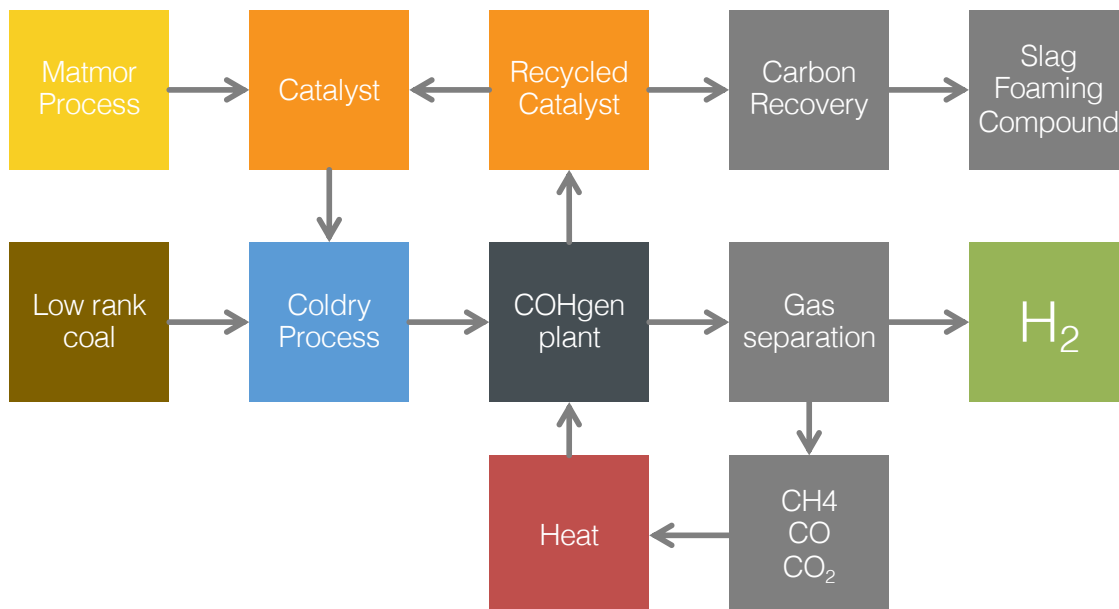 Matmor
Process
Catalyst
Recycled
Catalyst
Carbon
Recovery
Slag
Foaming
Compound
Low rank
coal
Coldry
Process
COHgen
plant
Gas
separation
H₂
Heat
CH4
CO
CO₂